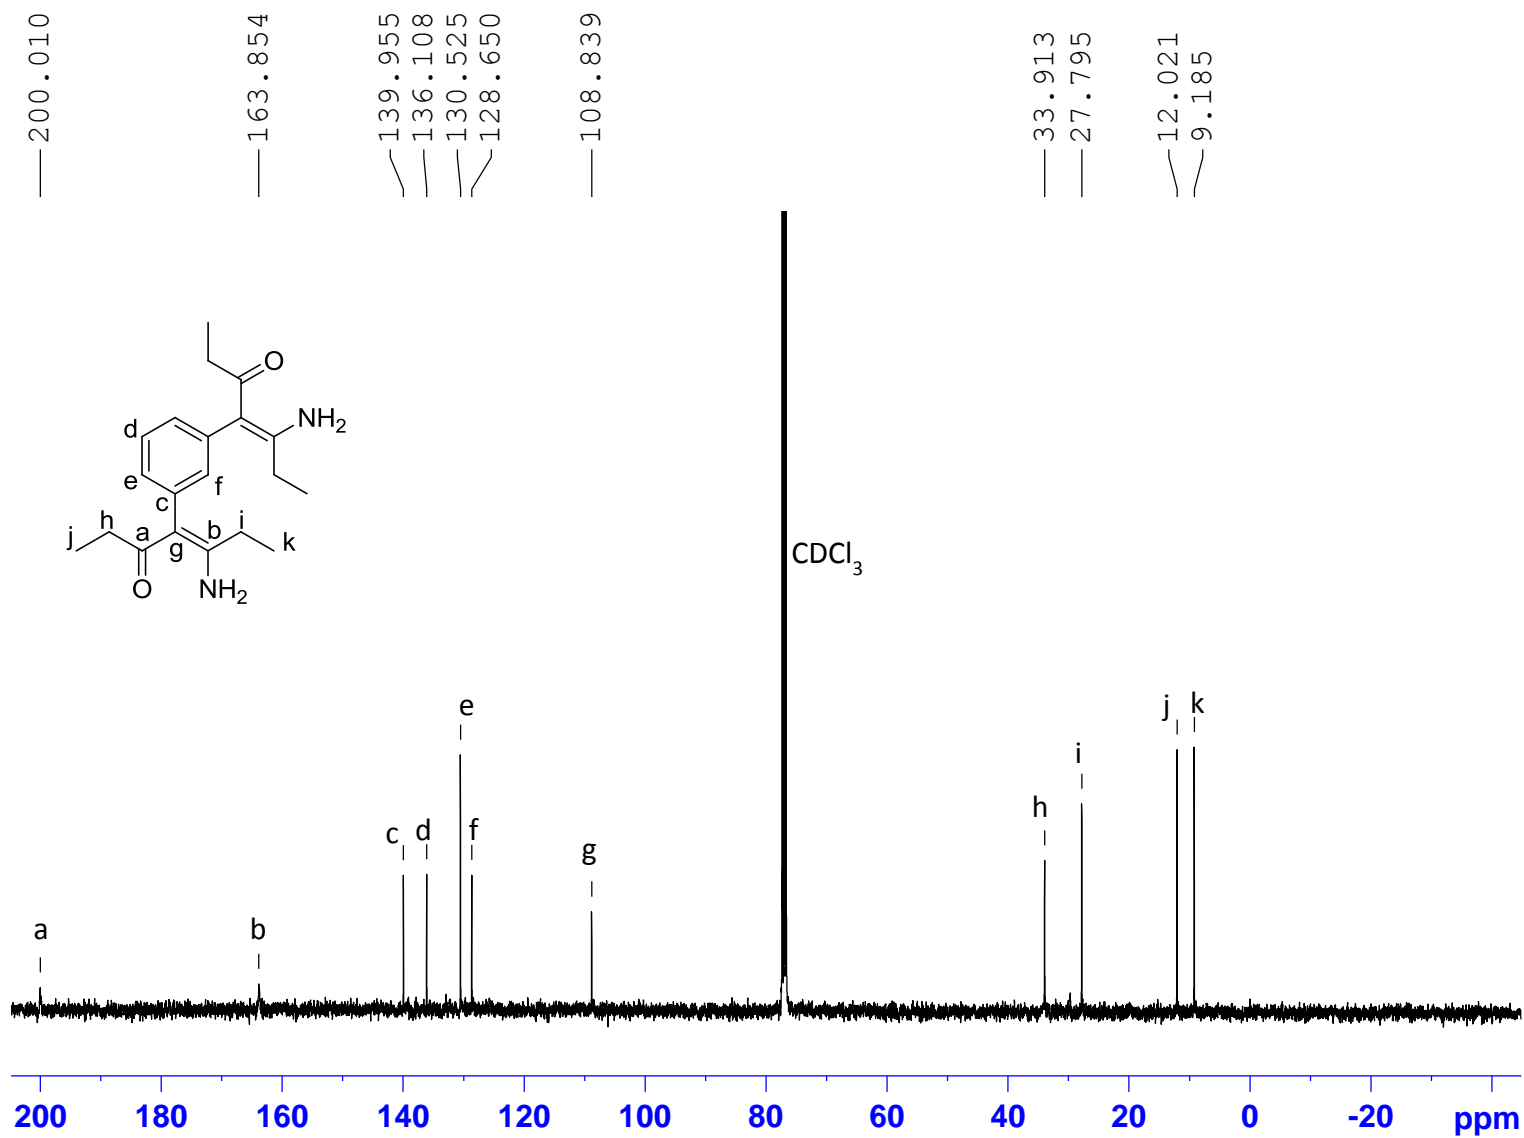 200.010
163.854
139.955
136.108
130.525
128.650
108.839
33.913
27.795
12.021
9.185
O
NH2
d
e
f
c
h
i
j
a
b
k
g
O
NH2
CDCl3
e
j
k
i
c
d
f
h
g
a
b
200 180 160 140 120 100 80 60 40 20 0 -20 ppm